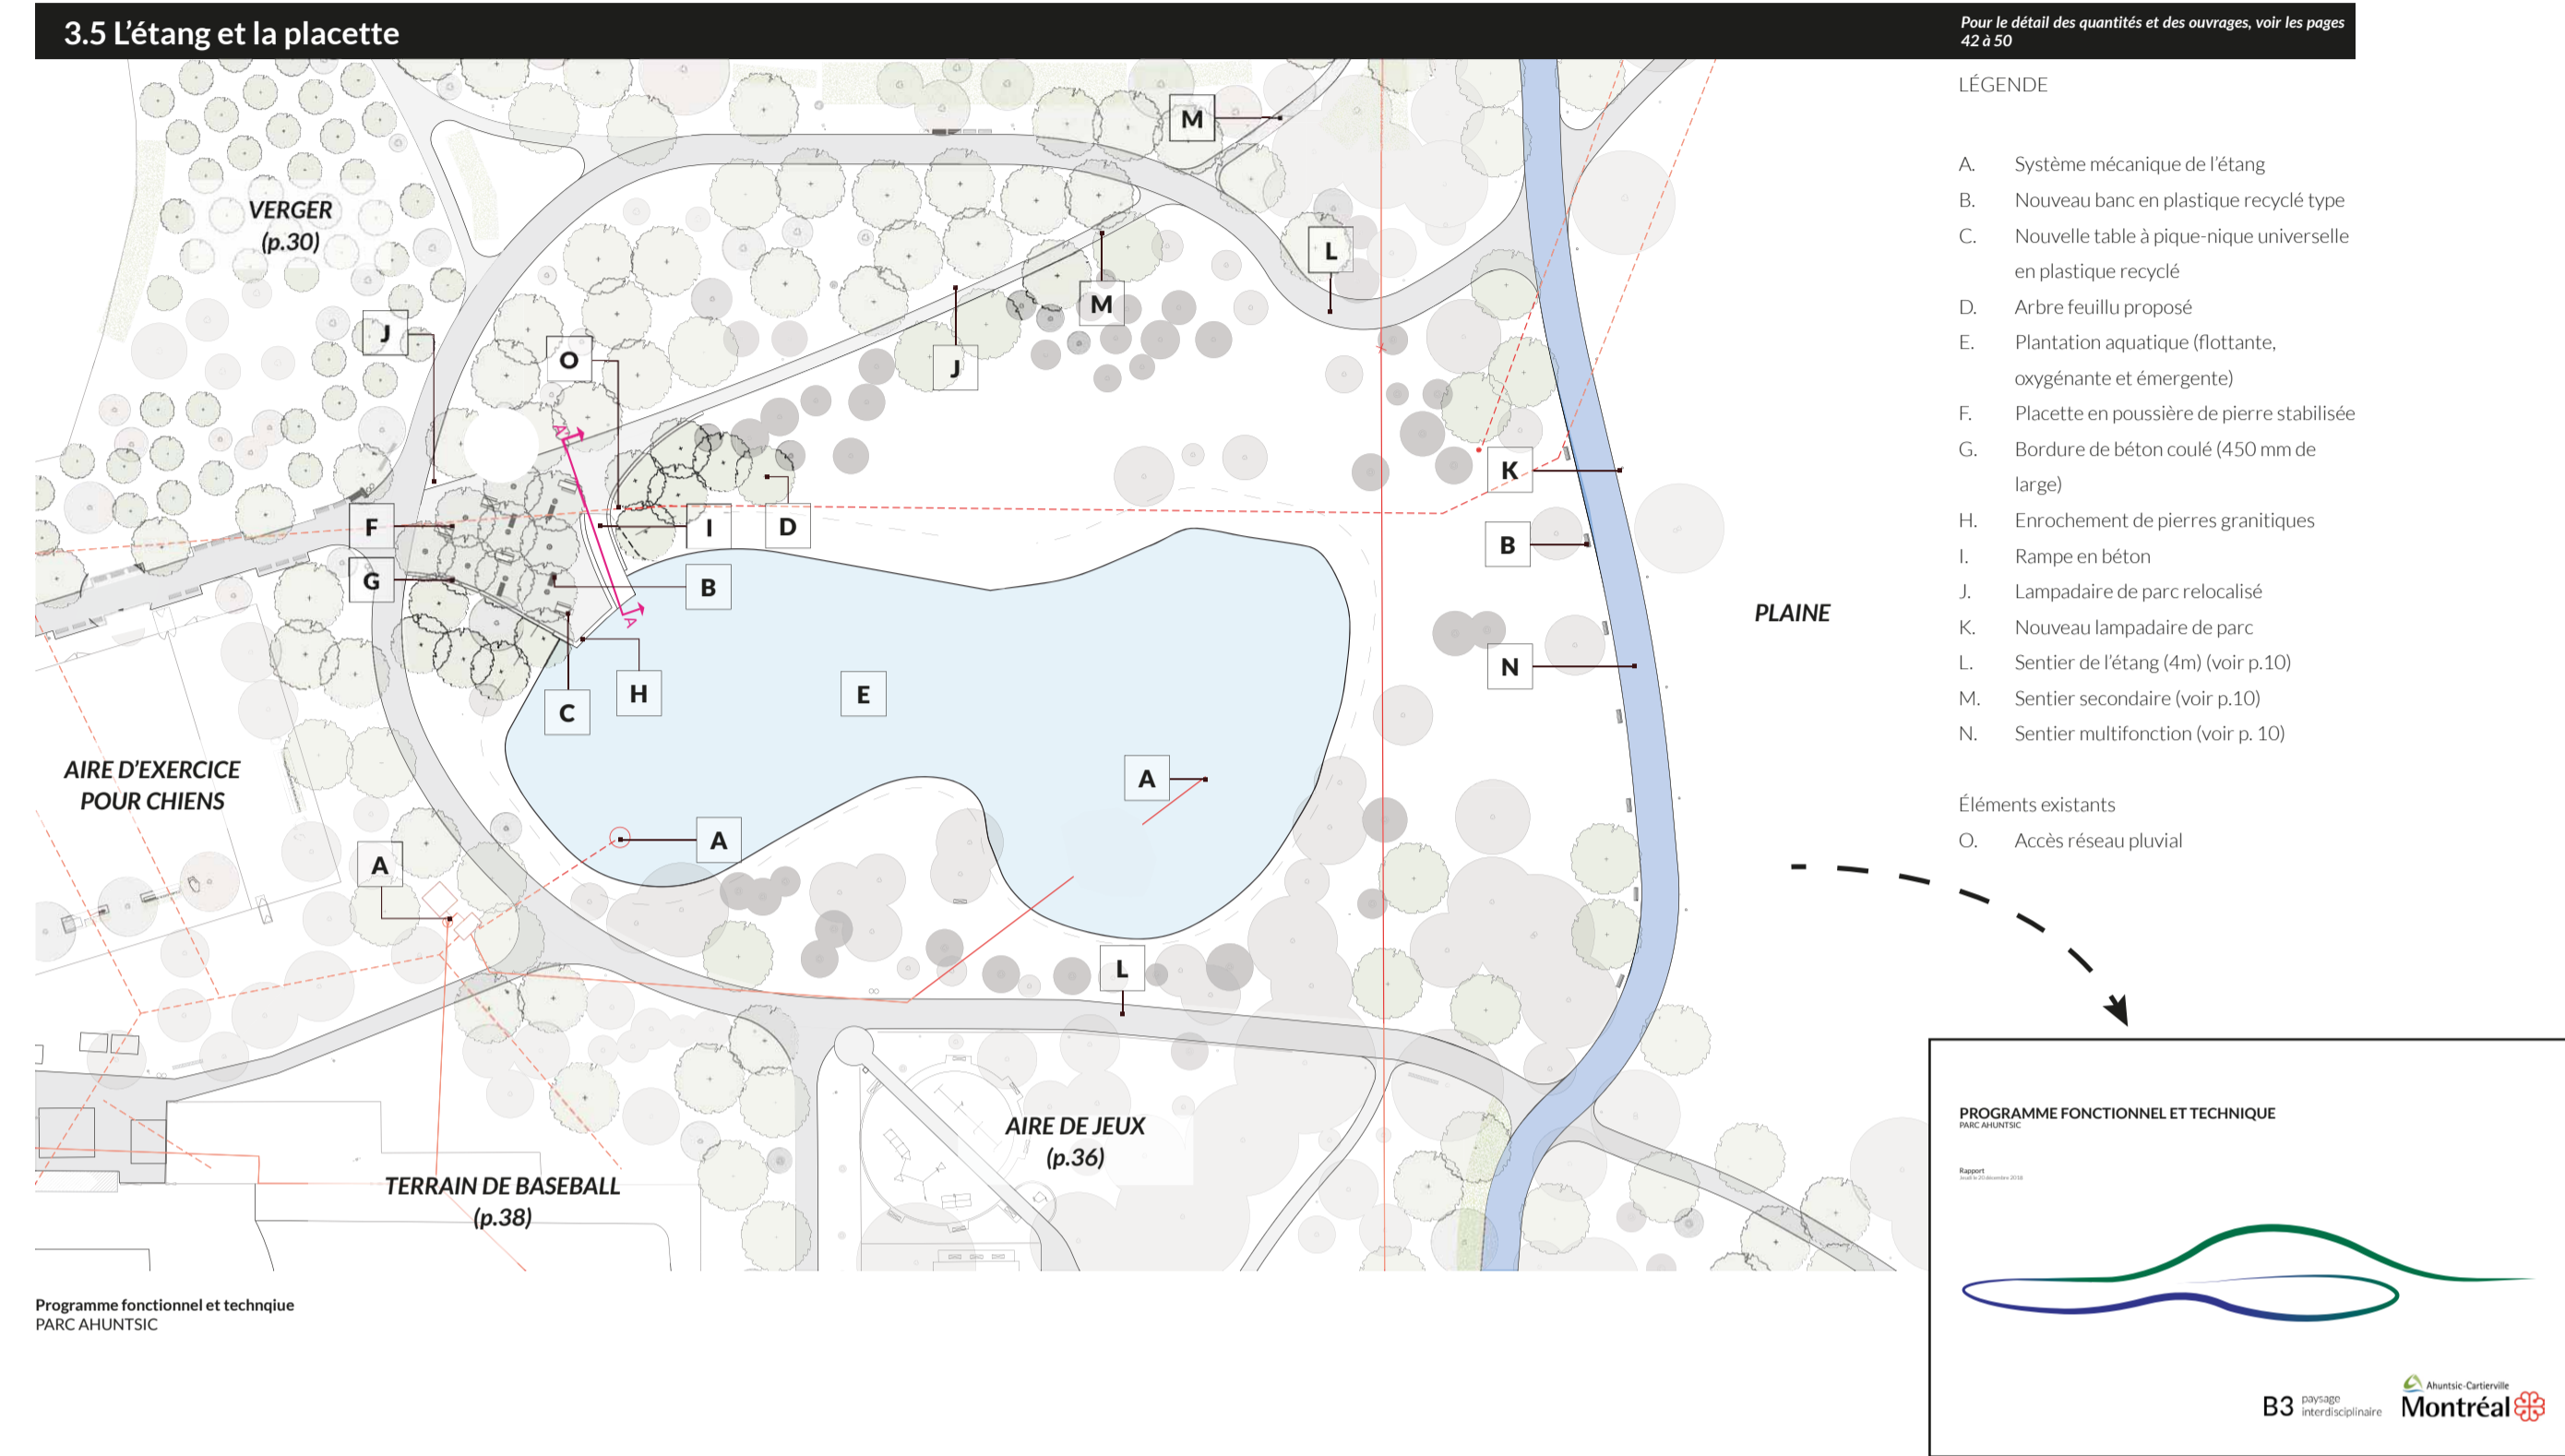 3.5 L’étang et la placette
Pour le détail des quantités et des ouvrages, voir les pages
42 à 50
LÉGENDE
A. Système mécanique de l’étang
B. Nouveau banc en plastique recyclé type
C. Nouvelle table à pique-nique universelle
en plastique recyclé
D. Arbre feuillu proposé
E. Plantation aquatique (flottante,
oxygénante et émergente)
F. Placette en poussière de pierre stabilisée
G. Bordure de béton coulé (450 mm de
large)
H. Enrochement de pierres granitiques
I. Rampe en béton
J. Lampadaire de parc relocalisé
K. Nouveau lampadaire de parc
L. Sentier de l’étang (4m) (voir p.10)
M. Sentier secondaire (voir p.10)
N. Sentier multifonction (voir p. 10)
Éléments existants
O. Accès réseau pluvial
M
VERGER
(p.30)
L
M
J
O
J
A'
K
F
I
D
B
G
B
A
PLAINE
N
H
E
C
AIRE D’EXERCICE
POUR CHIENS
A
A
A
L
AIRE DE JEUX
(p.36)
TERRAIN DE BASEBALL
(p.38)
Programme fonctionnel et technqiue
PARC AHUNTSIC
PROGRAMME FONCTIONNEL ET TECHNIQUE
PARC AHUNTSIC
Rapport
Jeudi le 20 décembre 2018
B3 paysage
interdisciplinaire
Ahuntsic-Cartierville
Montréal